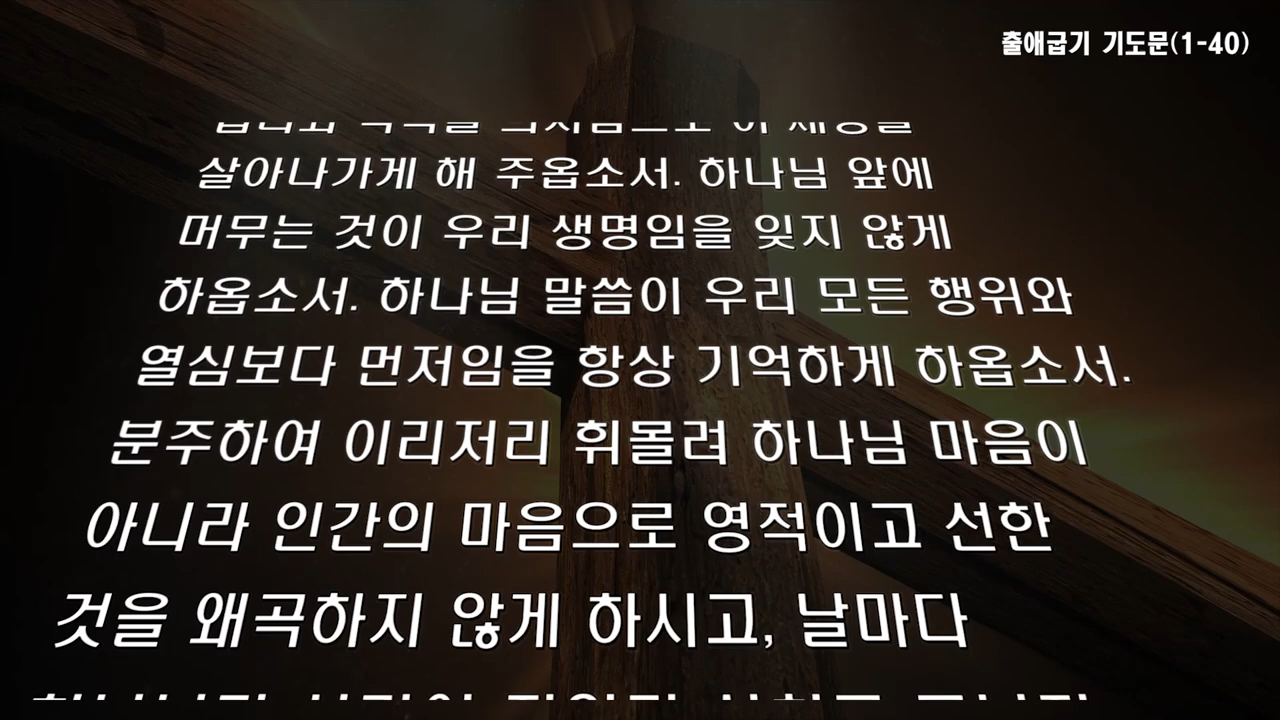 출애굽기 기도문(1-40)
살아나가게 해 주옵소서. 하나님 앞에
머무는 것이 우리 생명임을 잊지 않게
하옵소서. 하나님 말씀이 우리 모든 행위와
열심보다 먼저임을 항상 기억하게 하옵소서.
분주하여 이리저리 휘몰려 하나님 마음이
아니라 인간의 마음으로 영적이고 선한
것을 왜곡하지 않게 하시고, 날마다